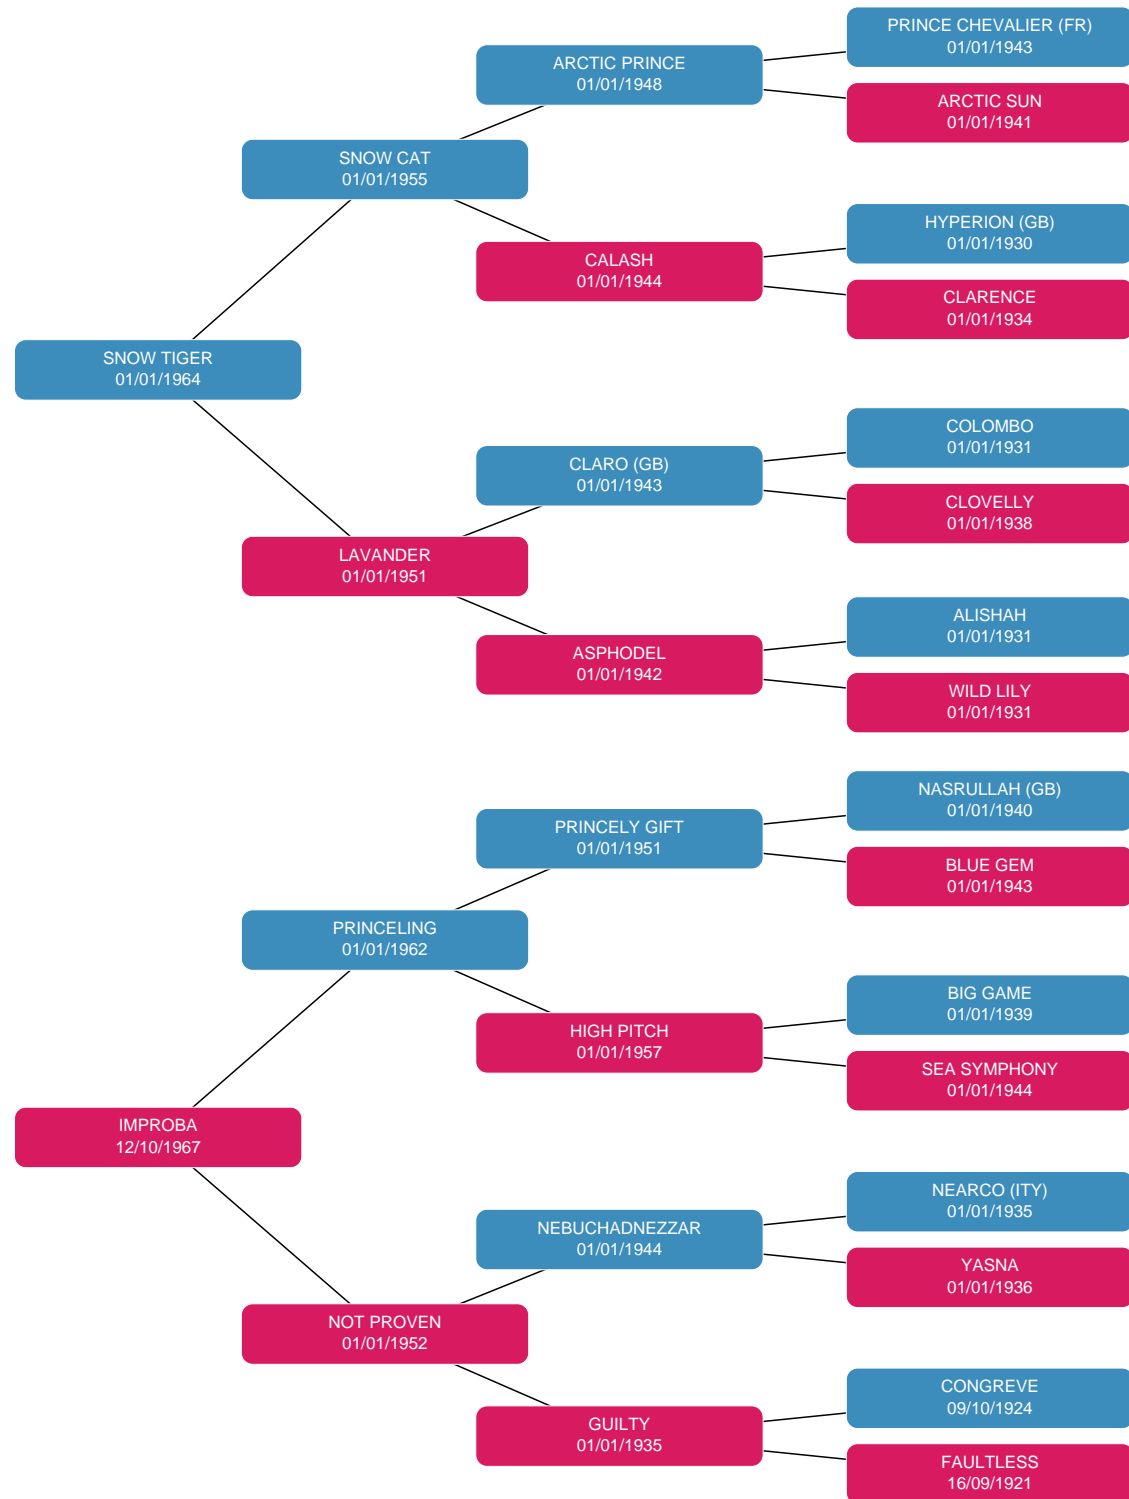 PRINCE CHEVALIER (FR)
01/01/1943
ARCTIC PRINCE
01/01/1948
ARCTIC SUN
01/01/1941
SNOW CAT
01/01/1955
HYPERION (GB)
01/01/1930
CALASH
01/01/1944
CLARENCE
01/01/1934
SNOW TIGER
01/01/1964
COLOMBO
01/01/1931
CLARO (GB)
01/01/1943
CLOVELLY
01/01/1938
LAVANDER
01/01/1951
ALISHAH
01/01/1931
ASPHODEL
01/01/1942
WILD LILY
01/01/1931
NASRULLAH (GB)
01/01/1940
PRINCELY GIFT
01/01/1951
BLUE GEM
01/01/1943
PRINCELING
01/01/1962
BIG GAME
01/01/1939
HIGH PITCH
01/01/1957
SEA SYMPHONY
01/01/1944
IMPROBA
12/10/1967
NEARCO (ITY)
01/01/1935
NEBUCHADNEZZAR
01/01/1944
YASNA
01/01/1936
NOT PROVEN
01/01/1952
CONGREVE
09/10/1924
GUILTY
01/01/1935
FAULTLESS
16/09/1921